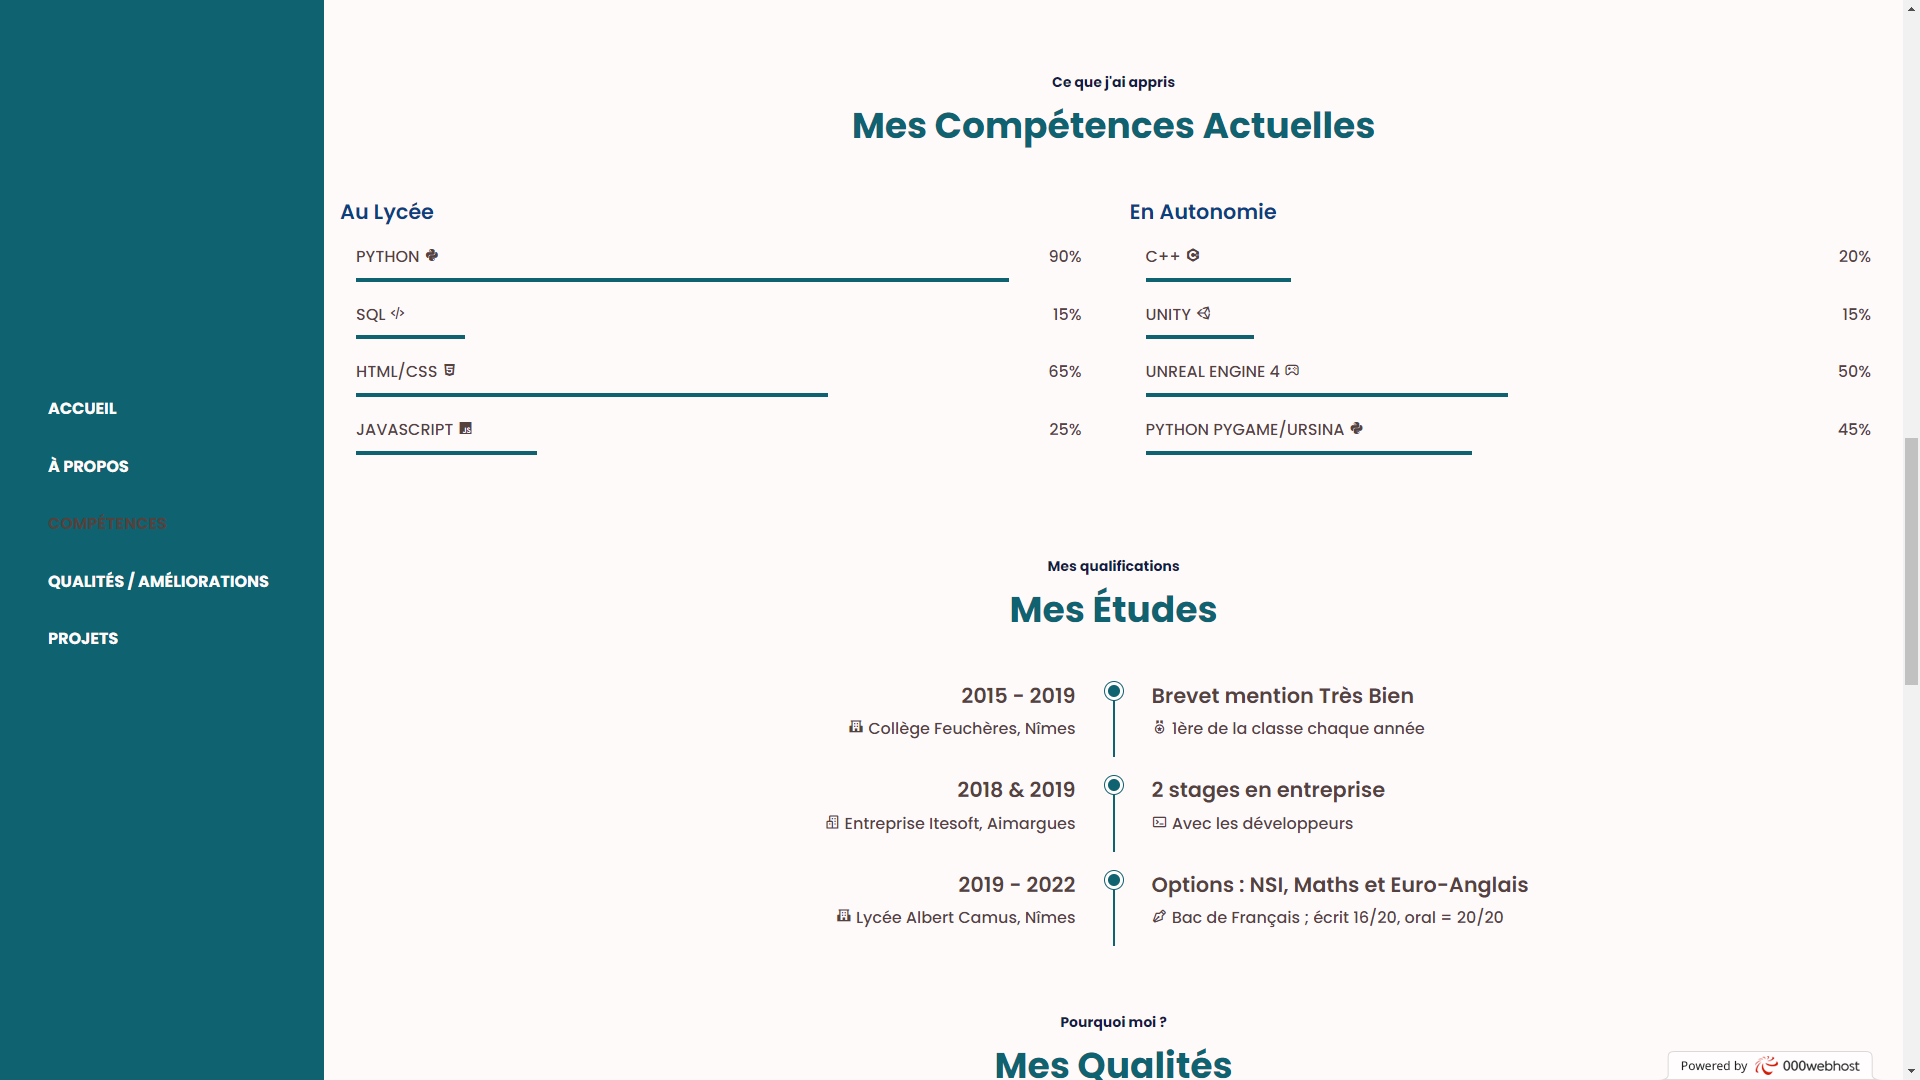 ACCUEIL
À PROPOS
COMPÉTENCES
QUALITÉS / AMÉLIORATIONS
PROJETS
Ce que j'ai appris
Mes Compétences Actuelles
Au Lycée
PYTHON 90%
SQL 15%
HTML/CSS 65%
JAVASCRIPT 25%
En Autonomie
C++ 20%
UNITY 15%
UNREAL ENGINE 4 50%
PYTHON PYGAME/URSINA 45%
Mes qualifications
Mes Études
2015 - 2019
Collège Feuchères, Nîmes
Brevet mention Très Bien
1ère de la classe chaque année
2018 & 2019
Entreprise Itesoft, Aimargues
2 stages en entreprise
Avec les développeurs
2019 - 2022
Lycée Albert Camus, Nîmes
Options : NSI, Maths et Euro-Anglais
Bac de Français ; écrit 16/20, oral = 20/20
Pourquoi moi ?
Mes Qualités
Powered by 000webhost